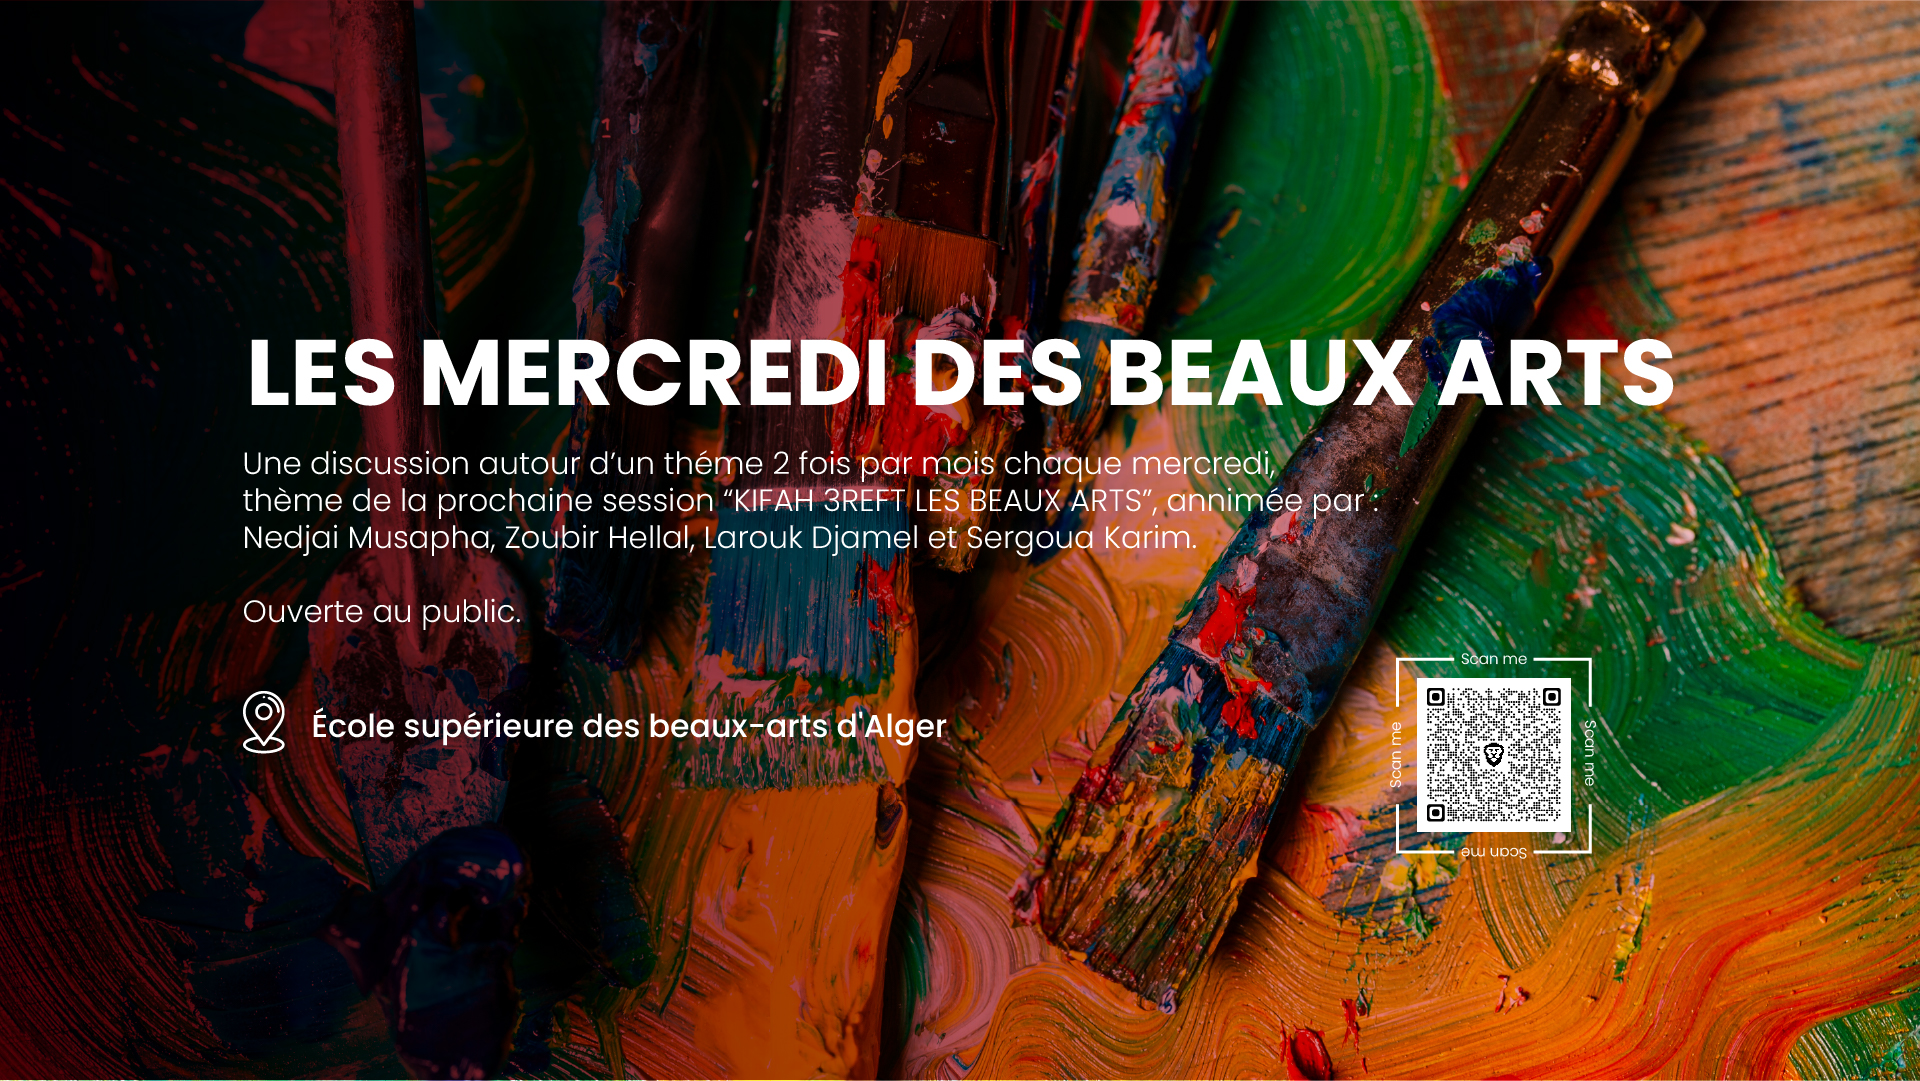 LES MERCREDI DES BEAUX ARTS
Une discussion autour d’un théme 2 fois par mois chaque mercredi,
thème de la prochaine session “KIFAH 3REFT LES BEAUX ARTS”, annimée par :
Nedjai Musapha, Zoubir Hellal, Larouk Djamel et Sergoua Karim.
Ouverte au public.
École supérieure des beaux-arts d'Alger
Scan me
Scan me
Scan me
Scan me